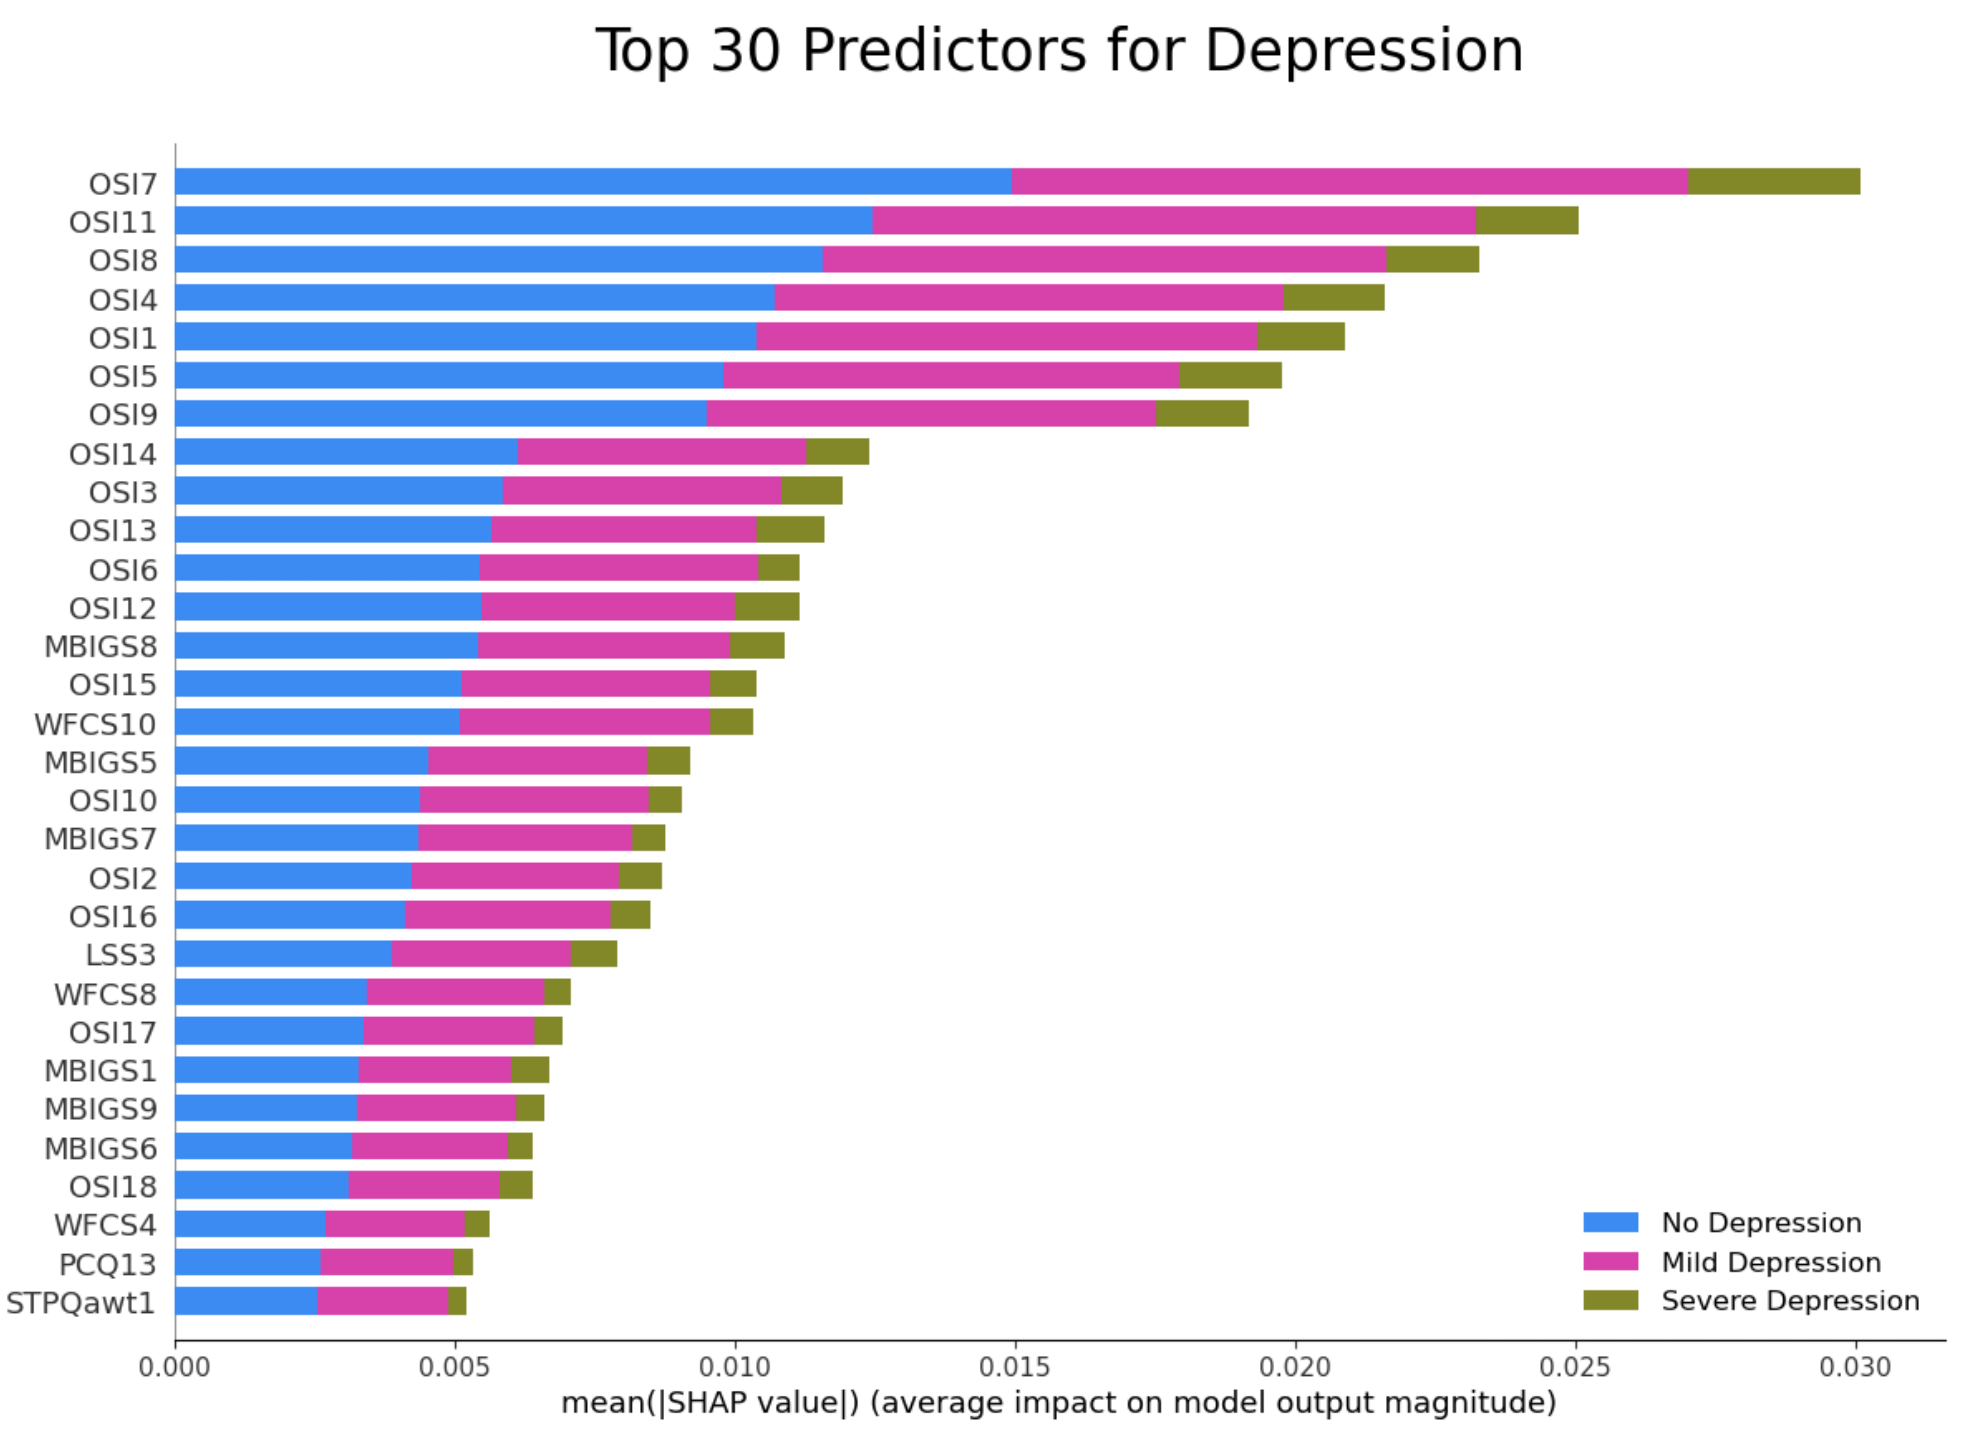 Top 30 Predictors for Depression
OSI7
OSI11
OSI8
OSI4
OSI1
OSI5
OSI9
OSI14
OSI3
OSI13
OSI6
OSI12
MBIGS8
OSI15
WFCS10
MBIGS5
OSI10
MBIGS7
OSI2
OSI16
LSS3
WFCS8
OSI17
MBIGS1
MBIGS9
MBIGS6
OSI18
WFCS4
PCQ13
STPQawt1
No Depression
Mild Depression
Severe Depression
0.000 0.005 0.010 0.015 0.020 0.025 0.030
mean(|SHAP value|) (average impact on model output magnitude)